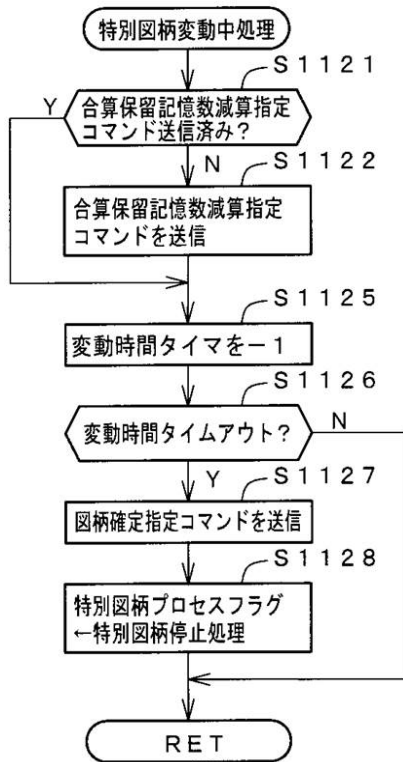 特別図柄変動中処理
S1121
Y
合算保留記憶数減算指定
コマンド送信済み?
N
S1122
合算保留記憶数減算指定
コマンドを送信
S1125
変動時間タイマを-1
S1126
変動時間タイムアウト?
N
Y
S1127
図柄確定指定コマンドを送信
S1128
特別図柄プロセスフラグ
←特別図柄停止処理
RET